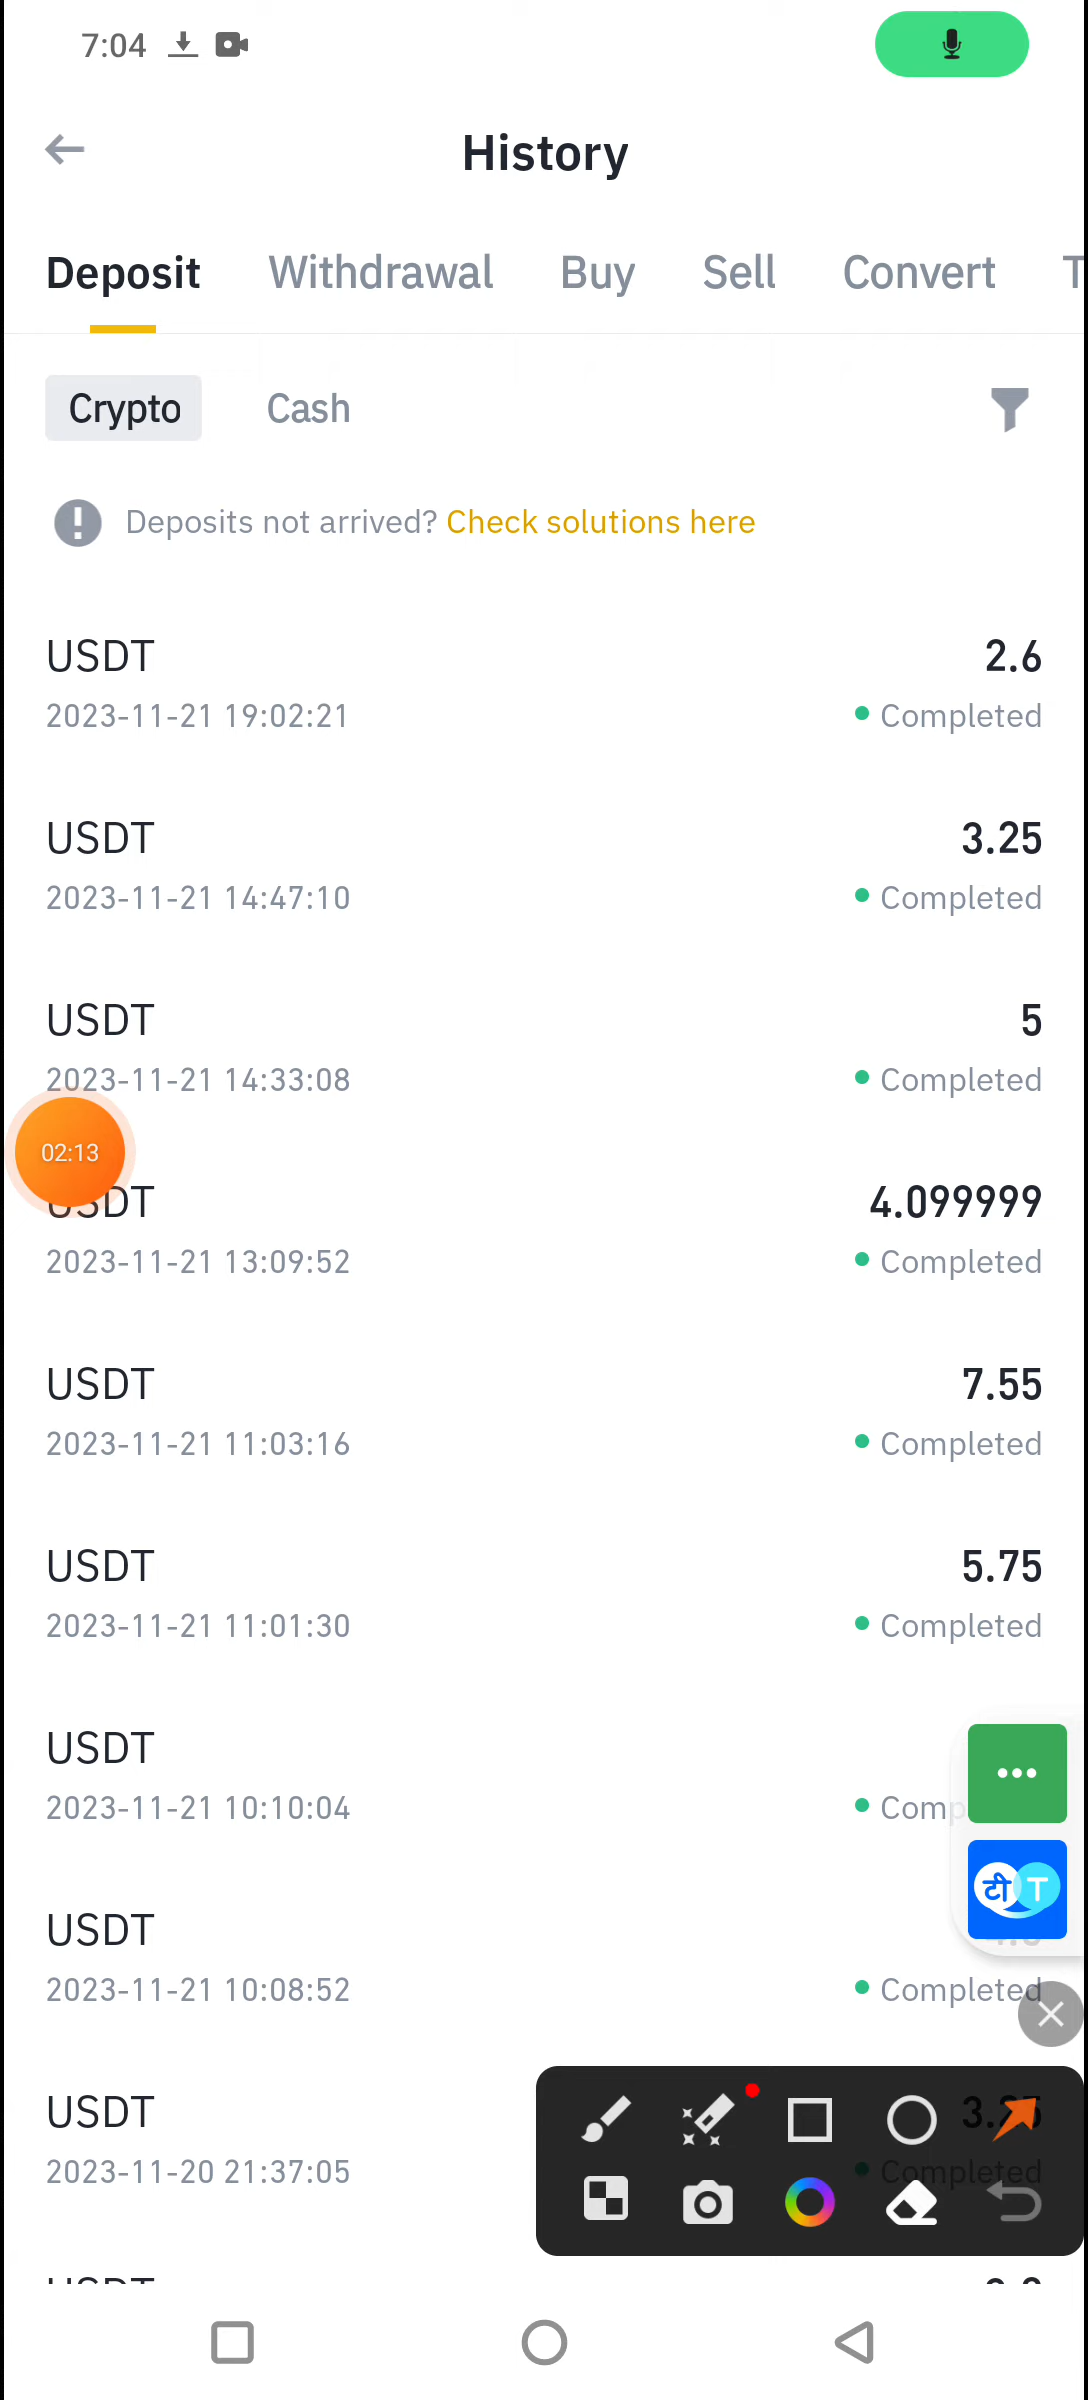 7:04
History
Deposit Withdrawal Buy Sell Convert T
Crypto Cash
Deposits not arrived? Check solutions here
USDT 2.6
2023-11-21 19:02:21 Completed
USDT 3.25
2023-11-21 14:47:10 Completed
USDT 5
2023-11-21 14:33:08 Completed
02:13
USDT 4.099999
2023-11-21 13:09:52 Completed
USDT 7.55
2023-11-21 11:03:16 Completed
USDT 5.75
2023-11-21 11:01:30 Completed
USDT
2023-11-21 10:10:04 Comp
USDT
टी T
2023-11-21 10:08:52 Completed
USDT
2023-11-20 21:37:05 Completed
USDT